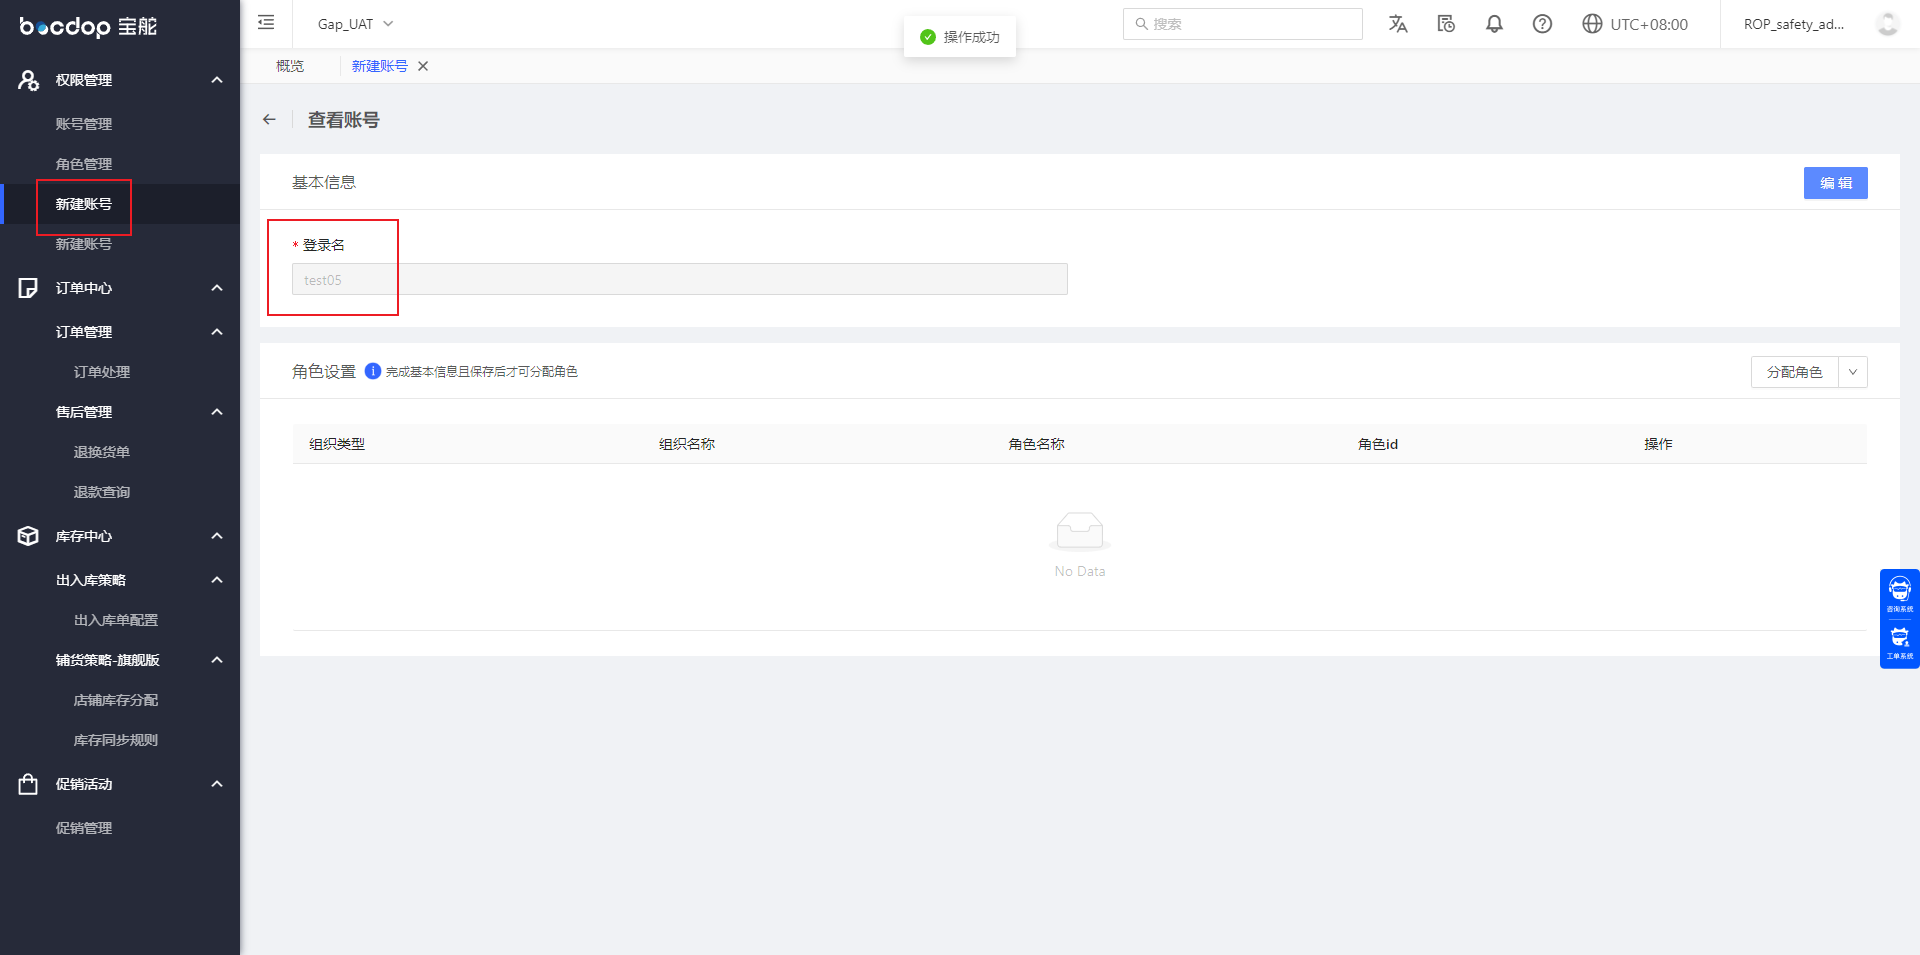 bocdop 宝舵
Gap_UAT
操作成功
搜索
UTC+08:00
ROP_safety_ad...
概览
新建账号
权限管理
账号管理
角色管理
新建账号
新建账号
订单中心
订单管理
订单处理
售后管理
退换货单
退款查询
库存中心
出入库策略
出入库单配置
铺货策略-旗舰版
店铺库存分配
库存同步规则
促销活动
促销管理
查看账号
基本信息
编 辑
* 登录名
test05
角色设置 完成基本信息且保存后才可分配角色
分配角色
组织类型 组织名称 角色名称 角色id 操作
No Data
咨询系统
工单系统